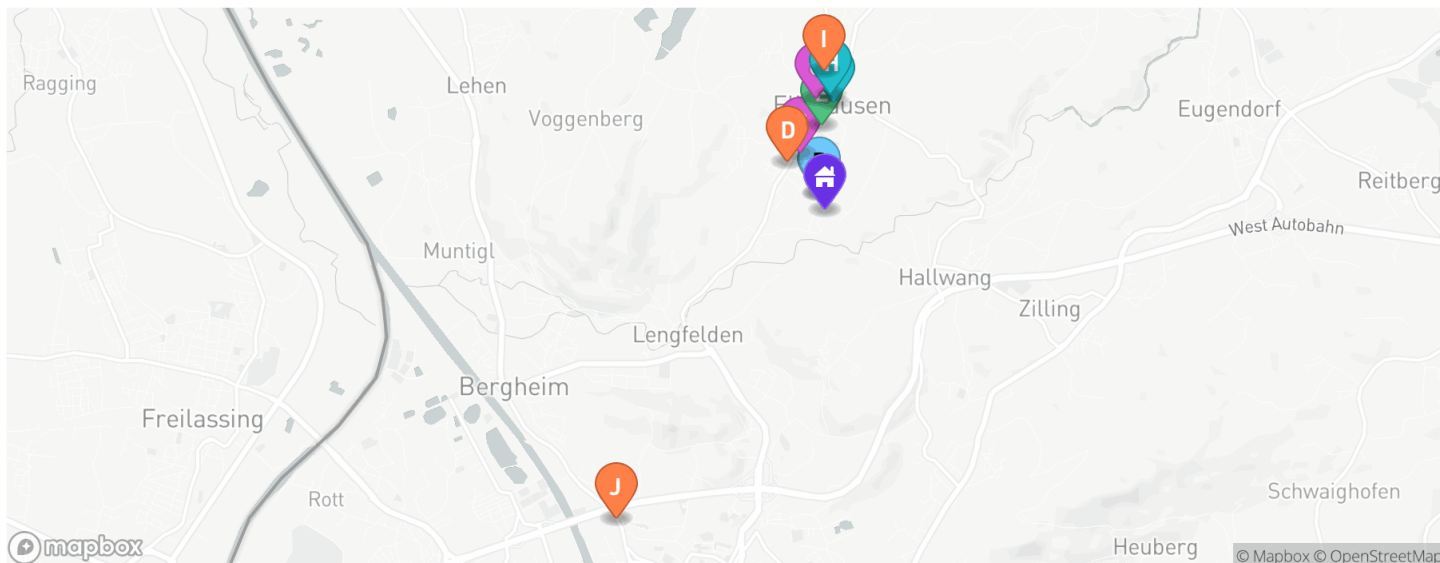 I
H
Ragging
Lehen
Voggenberg
Eugendorf
D
Reitberg
West Autobahn
Muntigl
Hallwang
Zilling
Lengfelden
Bergheim
Freilassing
J
Rott
Schwaighofen
Heuberg
mapbox
© Mapbox © OpenStreetMap